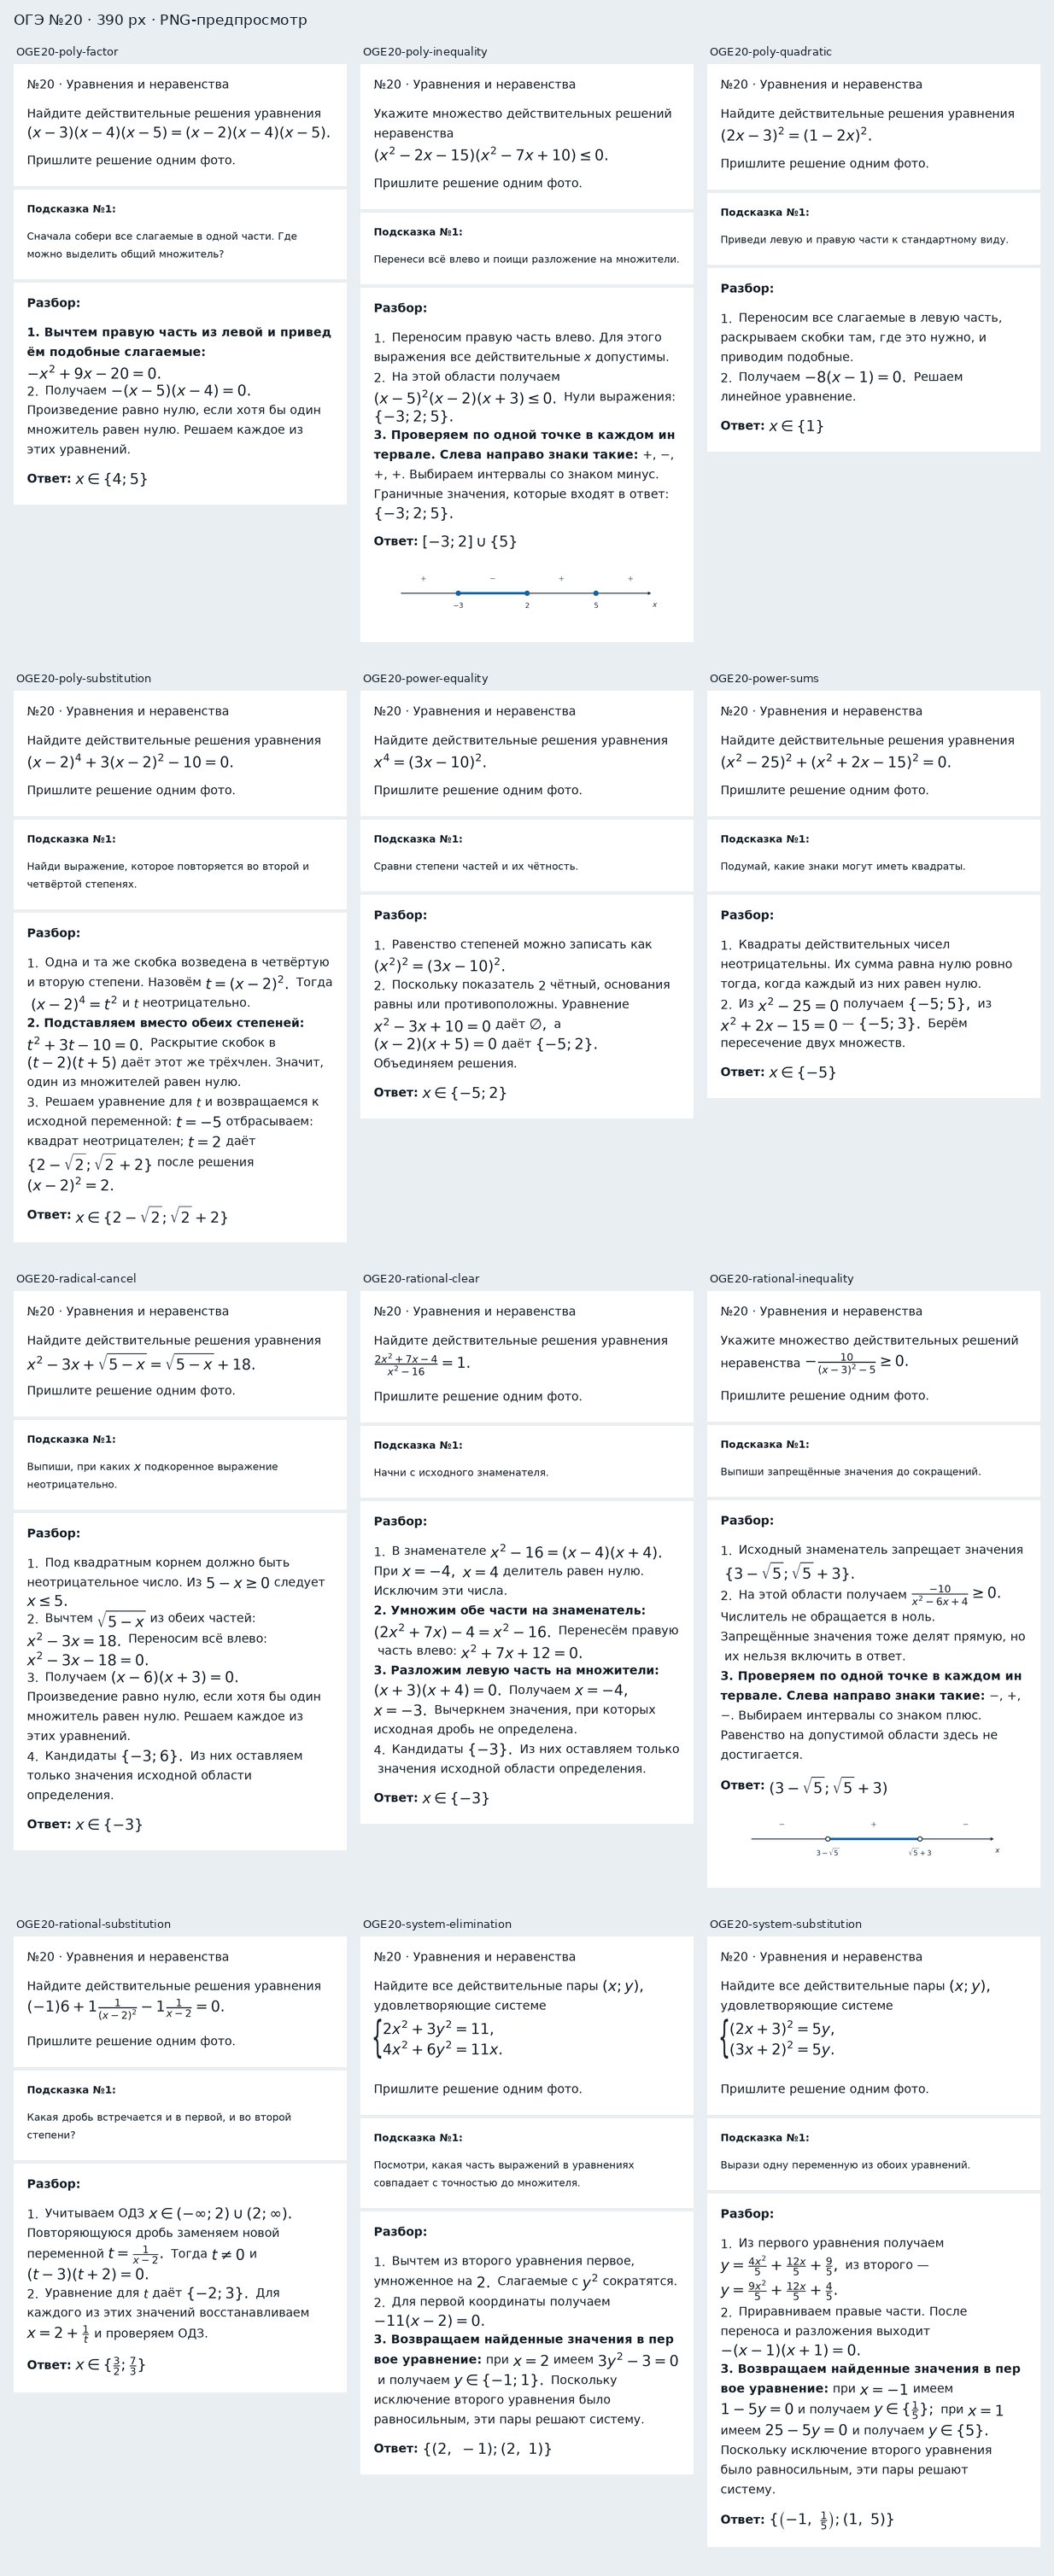 ОГЭ №20 · 390 px · PNG-предпросмотр
OGE20-poly-factor
№20 · Уравнения и неравенства
Найдите действительные решения уравнения
(x − 3)(x − 4)(x − 5) = (x − 2)(x − 4)(x − 5).
Пришлите решение одним фото.
Подсказка №1:
Сначала собери все слагаемые в одной части. Где
можно выделить общий множитель?
Разбор:
1. Вычтем правую часть из левой и привед
ём подобные слагаемые:
−x² + 9x − 20 = 0.
2. Получаем −(x − 5)(x − 4) = 0.
Произведение равно нулю, если хотя бы один
множитель равен нулю. Решаем каждое из
этих уравнений.
Ответ: x ∈ {4; 5}
OGE20-poly-inequality
№20 · Уравнения и неравенства
Укажите множество действительных решений
неравенства
(x² − 2x − 15)(x² − 7x + 10) ≤ 0.
Пришлите решение одним фото.
Подсказка №1:
Перенеси всё влево и поищи разложение на множители.
Разбор:
1. Переносим правую часть влево. Для этого
выражения все действительные x допустимы.
2. На этой области получаем
(x − 5)²(x − 2)(x + 3) ≤ 0. Нули выражения:
{−3; 2; 5}.
3. Проверяем по одной точке в каждом ин
тервале. Слева направо знаки такие: +, −,
+, +. Выбираем интервалы со знаком минус.
Граничные значения, которые входят в ответ:
{−3; 2; 5}.
Ответ: [−3; 2] ∪ {5}
+ − + +
−3 2 5 x
OGE20-poly-quadratic
№20 · Уравнения и неравенства
Найдите действительные решения уравнения
(2x − 3)² = (1 − 2x)².
Пришлите решение одним фото.
Подсказка №1:
Приведи левую и правую части к стандартному виду.
Разбор:
1. Переносим все слагаемые в левую часть,
раскрываем скобки там, где это нужно, и
приводим подобные.
2. Получаем −8(x − 1) = 0. Решаем
линейное уравнение.
Ответ: x ∈ {1}
OGE20-poly-substitution
№20 · Уравнения и неравенства
Найдите действительные решения уравнения
(x − 2)⁴ + 3(x − 2)² − 10 = 0.
Пришлите решение одним фото.
Подсказка №1:
Найди выражение, которое повторяется во второй и
четвёртой степенях.
Разбор:
1. Одна и та же скобка возведена в четвёртую
и вторую степени. Назовём t = (x − 2)². Тогда
(x − 2)⁴ = t² и t неотрицательно.
2. Подставляем вместо обеих степеней:
t² + 3t − 10 = 0. Раскрытие скобок в
(t − 2)(t + 5) даёт этот же трёхчлен. Значит,
один из множителей равен нулю.
3. Решаем уравнение для t и возвращаемся к
исходной переменной: t = −5 отбрасываем:
квадрат неотрицателен; t = 2 даёт
{2 − √2; √2 + 2} после решения
(x − 2)² = 2.
Ответ: x ∈ {2 − √2; √2 + 2}
OGE20-power-equality
№20 · Уравнения и неравенства
Найдите действительные решения уравнения
x⁴ = (3x − 10)².
Пришлите решение одним фото.
Подсказка №1:
Сравни степени частей и их чётность.
Разбор:
1. Равенство степеней можно записать как
(x²)² = (3x − 10)².
2. Поскольку показатель 2 чётный, основания
равны или противоположны. Уравнение
x² − 3x + 10 = 0 даёт ∅, а
(x − 2)(x + 5) = 0 даёт {−5; 2}.
Объединяем решения.
Ответ: x ∈ {−5; 2}
OGE20-power-sums
№20 · Уравнения и неравенства
Найдите действительные решения уравнения
(x² − 25)² + (x² + 2x − 15)² = 0.
Пришлите решение одним фото.
Подсказка №1:
Подумай, какие знаки могут иметь квадраты.
Разбор:
1. Квадраты действительных чисел
неотрицательны. Их сумма равна нулю ровно
тогда, когда каждый из них равен нулю.
2. Из x² − 25 = 0 получаем {−5; 5}, из
x² + 2x − 15 = 0 — {−5; 3}. Берём
пересечение двух множеств.
Ответ: x ∈ {−5}
OGE20-radical-cancel
№20 · Уравнения и неравенства
Найдите действительные решения уравнения
x² − 3x + √(5 − x) = √(5 − x) + 18.
Пришлите решение одним фото.
Подсказка №1:
Выпиши, при каких x подкоренное выражение
неотрицательно.
Разбор:
1. Под квадратным корнем должно быть
неотрицательное число. Из 5 − x ≥ 0 следует
x ≤ 5.
2. Вычтем √(5 − x) из обеих частей:
x² − 3x = 18. Переносим всё влево:
x² − 3x − 18 = 0.
3. Получаем (x − 6)(x + 3) = 0.
Произведение равно нулю, если хотя бы один
множитель равен нулю. Решаем каждое из
этих уравнений.
4. Кандидаты {−3; 6}. Из них оставляем
только значения исходной области
определения.
Ответ: x ∈ {−3}
OGE20-rational-clear
№20 · Уравнения и неравенства
Найдите действительные решения уравнения
(2x² + 7x − 4)/(x² − 16) = 1.
Пришлите решение одним фото.
Подсказка №1:
Начни с исходного знаменателя.
Разбор:
1. В знаменателе x² − 16 = (x − 4)(x + 4).
При x = −4, x = 4 делитель равен нулю.
Исключим эти числа.
2. Умножим обе части на знаменатель:
(2x² + 7x) − 4 = x² − 16. Перенесём правую
часть влево: x² + 7x + 12 = 0.
3. Разложим левую часть на множители:
(x + 3)(x + 4) = 0. Получаем x = −4,
x = −3. Вычеркнем значения, при которых
исходная дробь не определена.
4. Кандидаты {−3}. Из них оставляем только
значения исходной области определения.
Ответ: x ∈ {−3}
OGE20-rational-inequality
№20 · Уравнения и неравенства
Укажите множество действительных решений
неравенства −10/((x − 3)² − 5) ≥ 0.
Пришлите решение одним фото.
Подсказка №1:
Выпиши запрещённые значения до сокращений.
Разбор:
1. Исходный знаменатель запрещает значения
{3 − √5; √5 + 3}.
2. На этой области получаем −10/(x² − 6x + 4) ≥ 0.
Числитель не обращается в ноль.
Запрещённые значения тоже делят прямую, но
их нельзя включить в ответ.
3. Проверяем по одной точке в каждом ин
тервале. Слева направо знаки такие: −, +,
−. Выбираем интервалы со знаком плюс.
Равенство на допустимой области здесь не
достигается.
Ответ: (3 − √5; √5 + 3)
− + −
3 − √5 √5 + 3 x
OGE20-rational-substitution
№20 · Уравнения и неравенства
Найдите действительные решения уравнения
(−1)6 + 1 1/(x − 2)² − 1 1/(x − 2) = 0.
Пришлите решение одним фото.
Подсказка №1:
Какая дробь встречается и в первой, и во второй
степени?
Разбор:
1. Учитываем ОДЗ x ∈ (−∞; 2) ∪ (2; ∞).
Повторяющуюся дробь заменяем новой
переменной t = 1/(x − 2). Тогда t ≠ 0 и
(t − 3)(t + 2) = 0.
2. Уравнение для t даёт {−2; 3}. Для
каждого из этих значений восстанавливаем
x = 2 + 1/t и проверяем ОДЗ.
Ответ: x ∈ {3/2; 7/3}
OGE20-system-elimination
№20 · Уравнения и неравенства
Найдите все действительные пары (x; y),
удовлетворяющие системе
{2x² + 3y² = 11,
4x² + 6y² = 11x.
Пришлите решение одним фото.
Подсказка №1:
Посмотри, какая часть выражений в уравнениях
совпадает с точностью до множителя.
Разбор:
1. Вычтем из второго уравнения первое,
умноженное на 2. Слагаемые с y² сократятся.
2. Для первой координаты получаем
−11(x − 2) = 0.
3. Возвращаем найденные значения в пер
вое уравнение: при x = 2 имеем 3y² − 3 = 0
и получаем y ∈ {−1; 1}. Поскольку
исключение второго уравнения было
равносильным, эти пары решают систему.
Ответ: {(2, −1); (2, 1)}
OGE20-system-substitution
№20 · Уравнения и неравенства
Найдите все действительные пары (x; y),
удовлетворяющие системе
{(2x + 3)² = 5y,
(3x + 2)² = 5y.
Пришлите решение одним фото.
Подсказка №1:
Вырази одну переменную из обоих уравнений.
Разбор:
1. Из первого уравнения получаем
y = 4x²/5 + 12x/5 + 9/5, из второго —
y = 9x²/5 + 12x/5 + 4/5.
2. Приравниваем правые части. После
переноса и разложения выходит
−(x − 1)(x + 1) = 0.
3. Возвращаем найденные значения в пер
вое уравнение: при x = −1 имеем
1 − 5y = 0 и получаем y ∈ {1/5}; при x = 1
имеем 25 − 5y = 0 и получаем y ∈ {5}.
Поскольку исключение второго уравнения
было равносильным, эти пары решают
систему.
Ответ: {(−1, 1/5); (1, 5)}